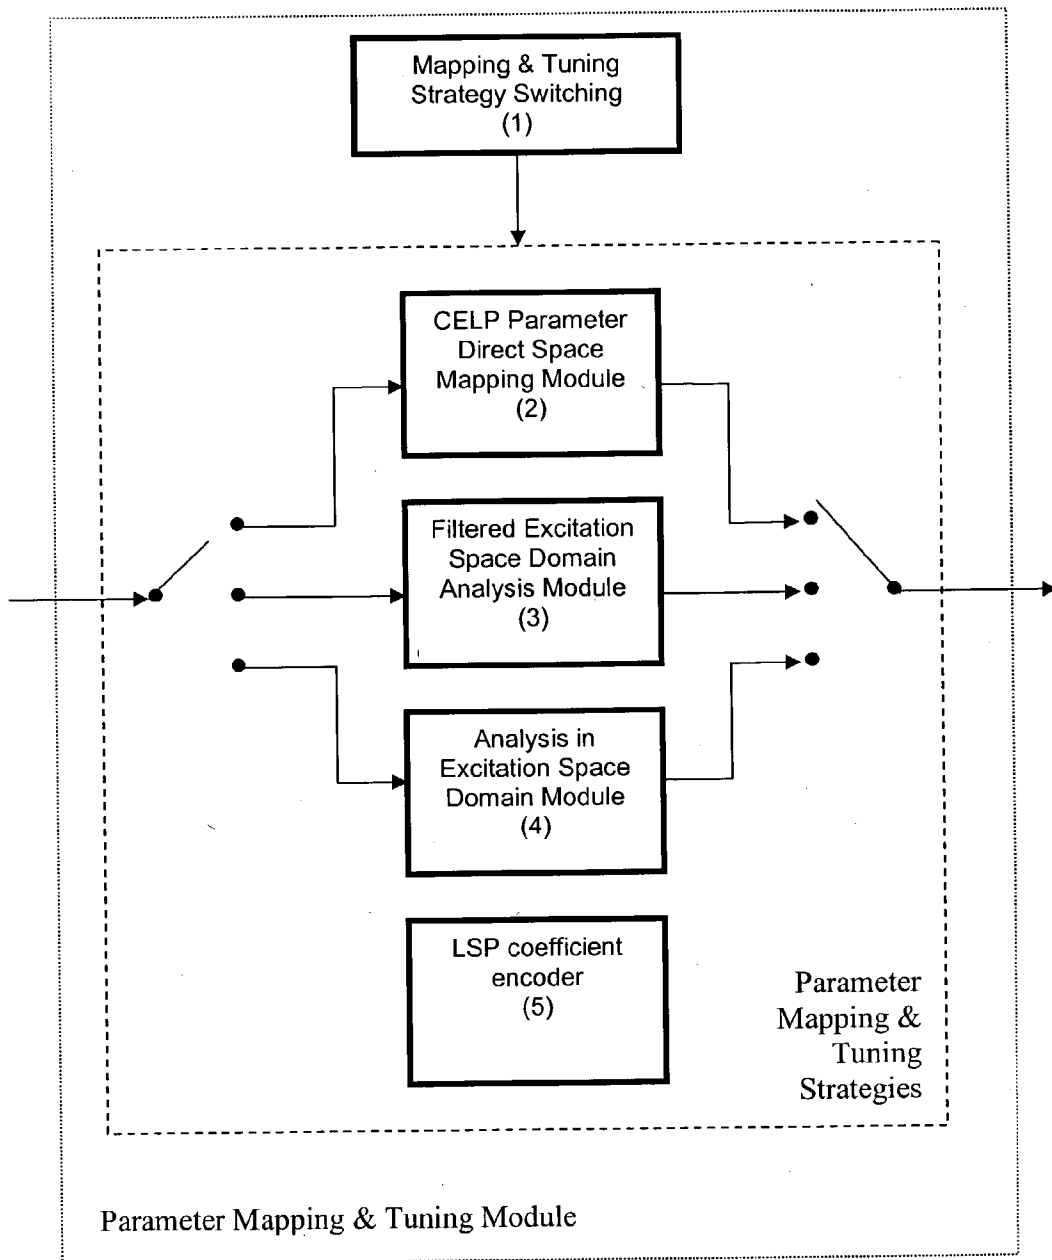 Mapping & Tuning
Strategy Switching
(1)
CELP Parameter
Direct Space
Mapping Module
(2)
Filtered Excitation
Space Domain
Analysis Module
(3)
Analysis in
Excitation Space
Domain Module
(4)
LSP coefficient
encoder
(5)
Parameter
Mapping &
Tuning
Strategies
Parameter Mapping & Tuning Module